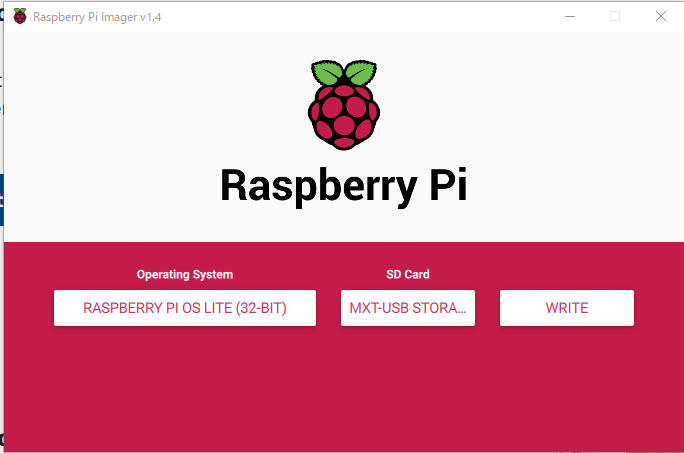 Raspberry Pi Imager v1.4
Raspberry Pi
Operating System
SD Card
RASPBERRY PI OS LITE (32-BIT)
MXT-USB STORA...
WRITE